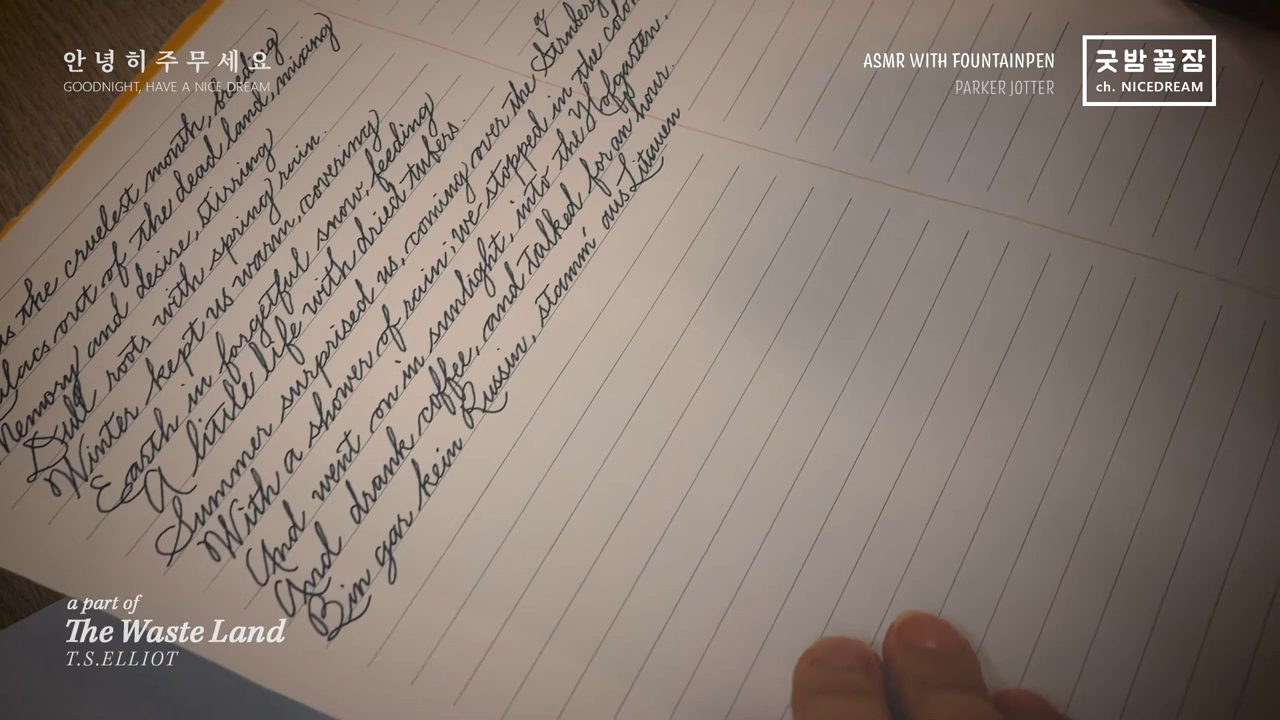 안녕히주무세요
GOODNIGHT, HAVE A NICE DREAM
ASMR WITH FOUNTAINPEN
PARKER JOTTER
굿밤꿀잠
ch. NICEDREAM
the cruelest month, breeding
out of the dead land, mixing
Memory and desire, stirring
Dull roots with spring rain.
Winter kept us warm, covering
Earth in forgetful snow, feeding
A little life with dried tubers.
Summer surprised us, coming over the
With a shower of rain; we stopped in the
And went on in sunlight, into the Hofgarten,
And drank coffee, and talked for an hour.
Bin gar keine Russin, stamm' aus Litauen
a part of
The Waste Land
T.S.ELLIOT